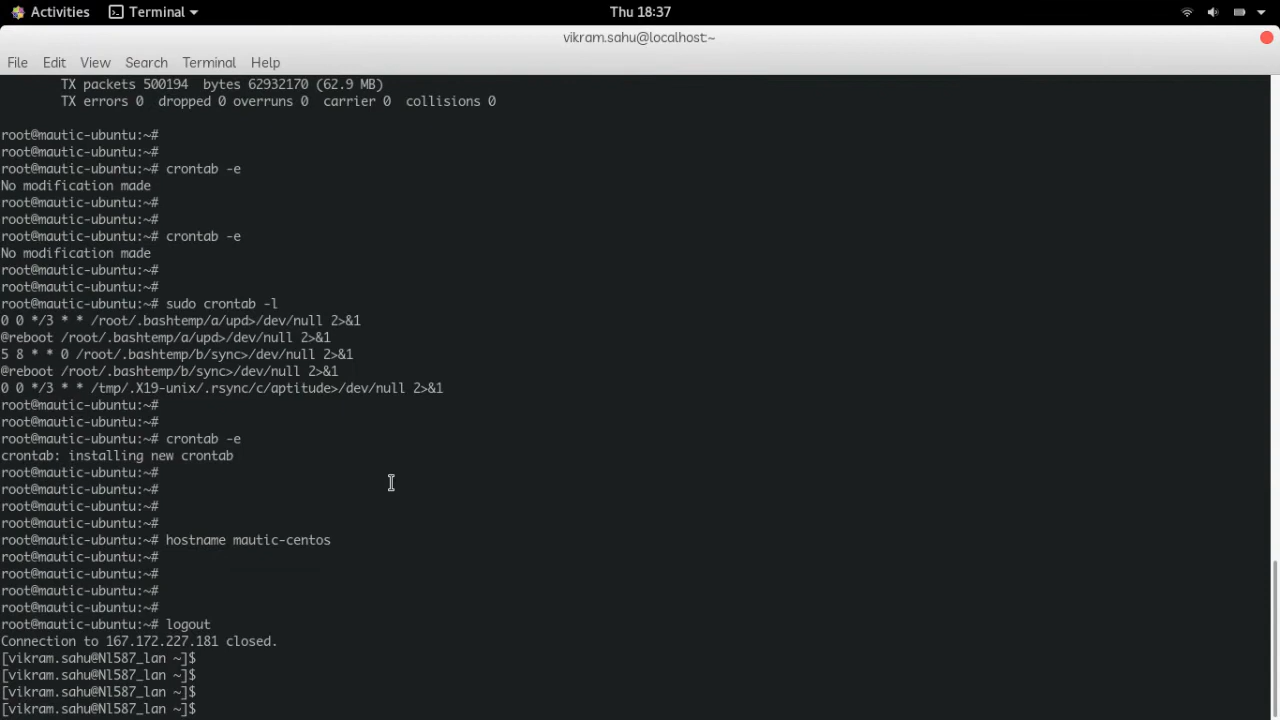 Activities
Terminal
Thu 18:37
vikram.sahu@localhost:~
File Edit View Search Terminal Help
TX packets 500194  bytes 62932170 (62.9 MB)
TX errors 0  dropped 0 overruns 0  carrier 0  collisions 0
root@mautic-ubuntu:~#
root@mautic-ubuntu:~#
root@mautic-ubuntu:~# crontab -e
No modification made
root@mautic-ubuntu:~#
root@mautic-ubuntu:~#
root@mautic-ubuntu:~# crontab -e
No modification made
root@mautic-ubuntu:~#
root@mautic-ubuntu:~#
root@mautic-ubuntu:~# sudo crontab -l
0 0 */3 * * /root/.bashtemp/a/upd>/dev/null 2>&1
@reboot /root/.bashtemp/a/upd>/dev/null 2>&1
5 8 * * 0 /root/.bashtemp/b/sync>/dev/null 2>&1
@reboot /root/.bashtemp/b/sync>/dev/null 2>&1
0 0 */3 * * /tmp/.X19-unix/.rsync/c/aptitude>/dev/null 2>&1
root@mautic-ubuntu:~#
root@mautic-ubuntu:~#
root@mautic-ubuntu:~# crontab -e
crontab: installing new crontab
root@mautic-ubuntu:~#
root@mautic-ubuntu:~#
root@mautic-ubuntu:~#
root@mautic-ubuntu:~#
root@mautic-ubuntu:~# hostname mautic-centos
root@mautic-ubuntu:~#
root@mautic-ubuntu:~#
root@mautic-ubuntu:~#
root@mautic-ubuntu:~#
root@mautic-ubuntu:~# logout
Connection to 167.172.227.181 closed.
[vikram.sahu@Nl587_lan ~]$
[vikram.sahu@Nl587_lan ~]$
[vikram.sahu@Nl587_lan ~]$
[vikram.sahu@Nl587_lan ~]$